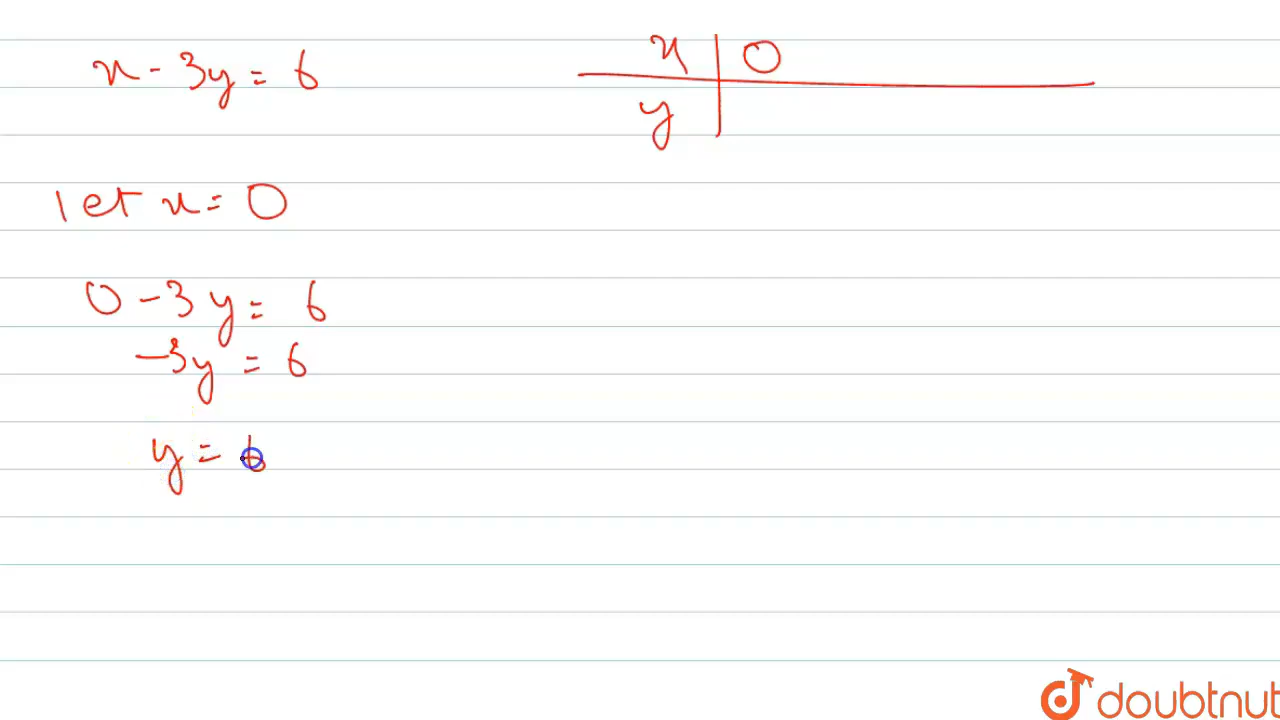 x - 3y = 6
x | 0
y |
let x = 0
0 - 3y = 6
-3y = 6
y = 6
doubtnut